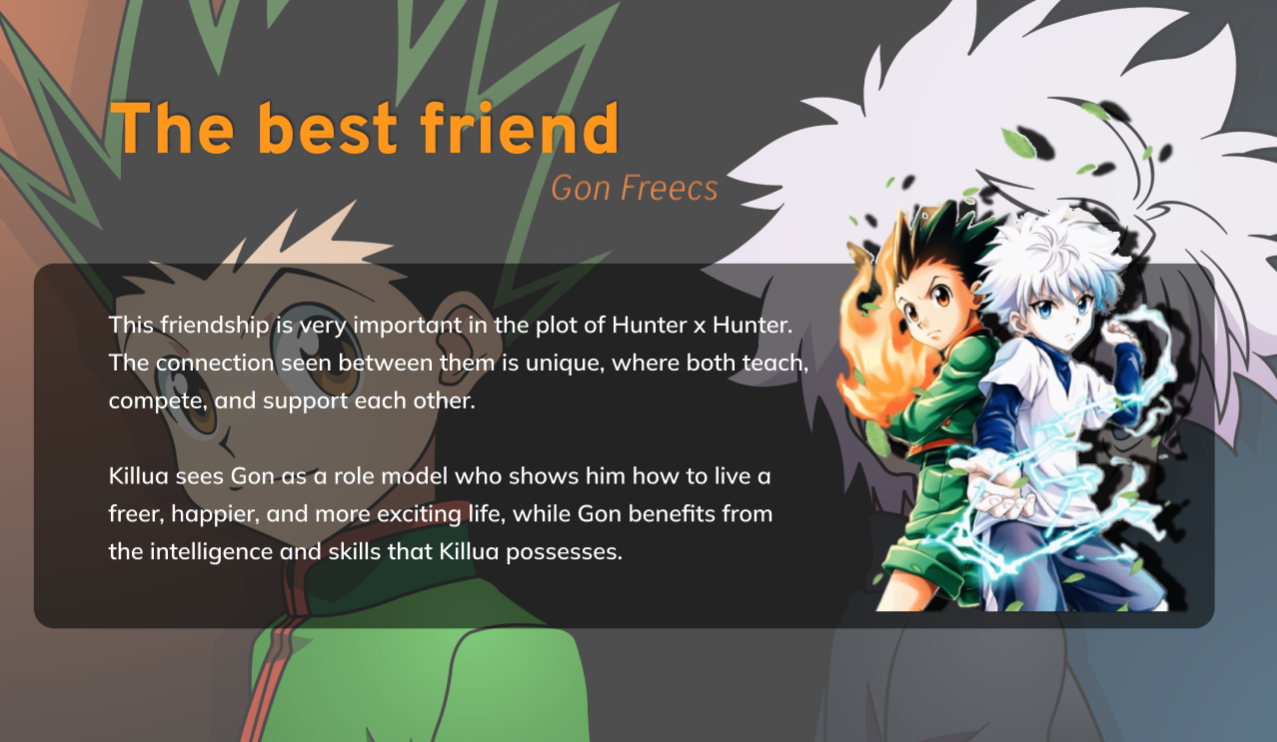 The best friend
Gon Freecs
This friendship is very important in the plot of Hunter x Hunter.
The connection seen between them is unique, where both teach,
compete, and support each other.
Killua sees Gon as a role model who shows him how to live a
freer, happier, and more exciting life, while Gon benefits from
the intelligence and skills that Killua possesses.